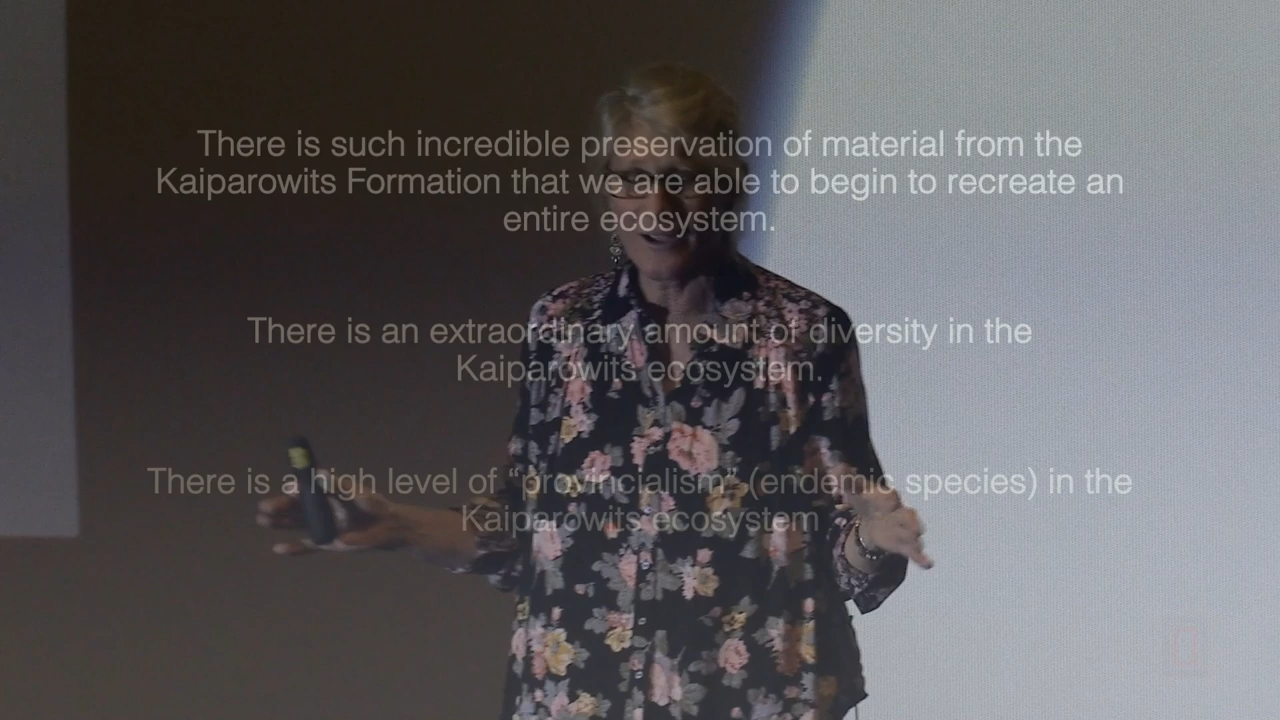 There is such incredible preservation of material from the
Kaiparowits Formation that we are able to begin to recreate an
entire ecosystem.
There is an extraordinary amount of diversity in the
Kaiparowits ecosystem.
There is a high level of “provincialism” (endemic species) in the
Kaiparowits ecosystem